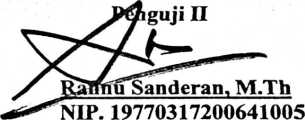 Penguji II
Rannu Sanderan, M.Th
NIP. 19770317200641005